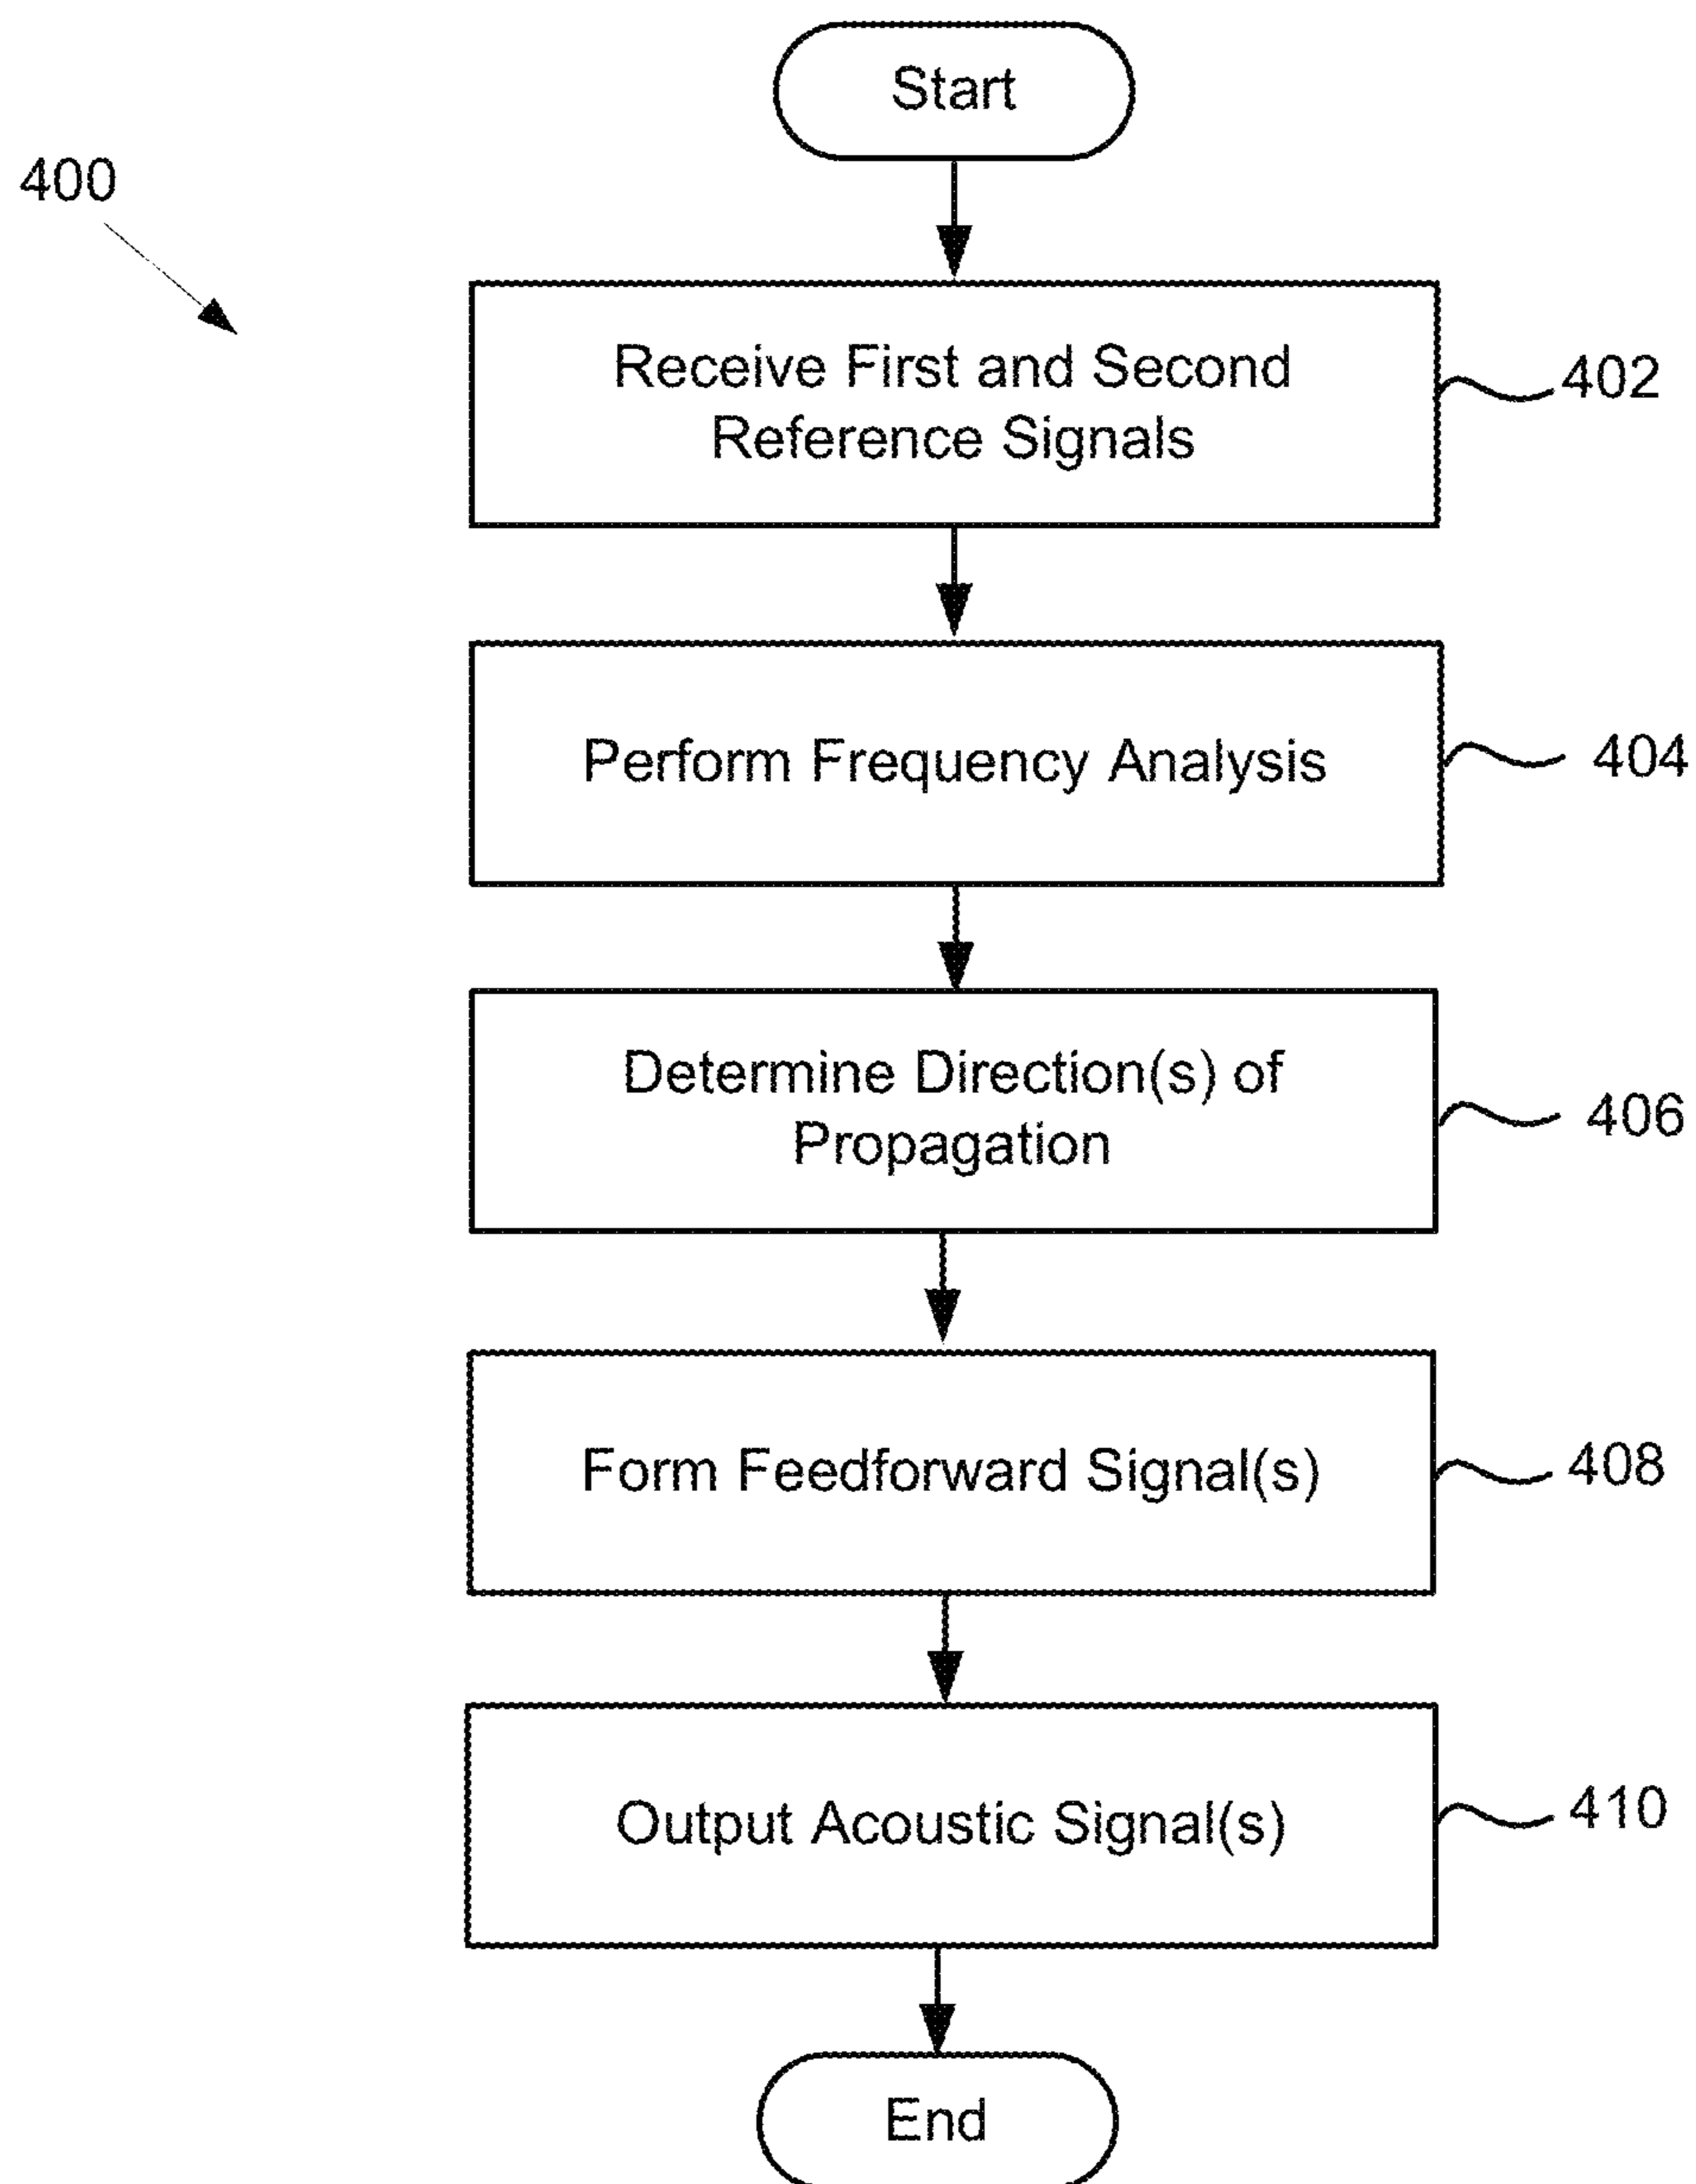 Start
400
Receive First and Second
Reference Signals
402
Perform Frequency Analysis
404
Determine Direction(s) of
Propagation
406
Form Feedforward Signal(s)
408
Output Acoustic Signal(s)
410
End